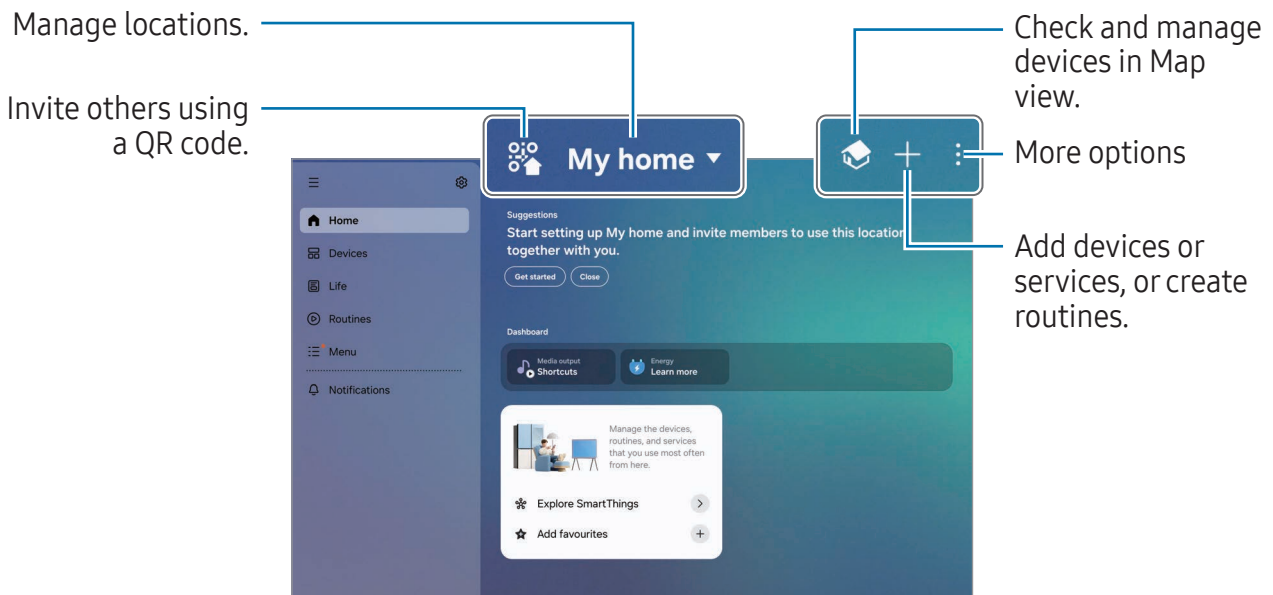 Manage locations.
Invite others using
a QR code.
Check and manage
devices in Map
view.
More options
Add devices or
services, or create
routines.
My home
Home
Devices
Life
Routines
Menu
Notifications
Suggestions
Start setting up My home and invite members to use this location
together with you.
Get started
Close
Dashboard
Media output
Shortcuts
Energy
Learn more
Manage the devices,
routines, and services
that you use most often
from here.
Explore SmartThings
Add favourites